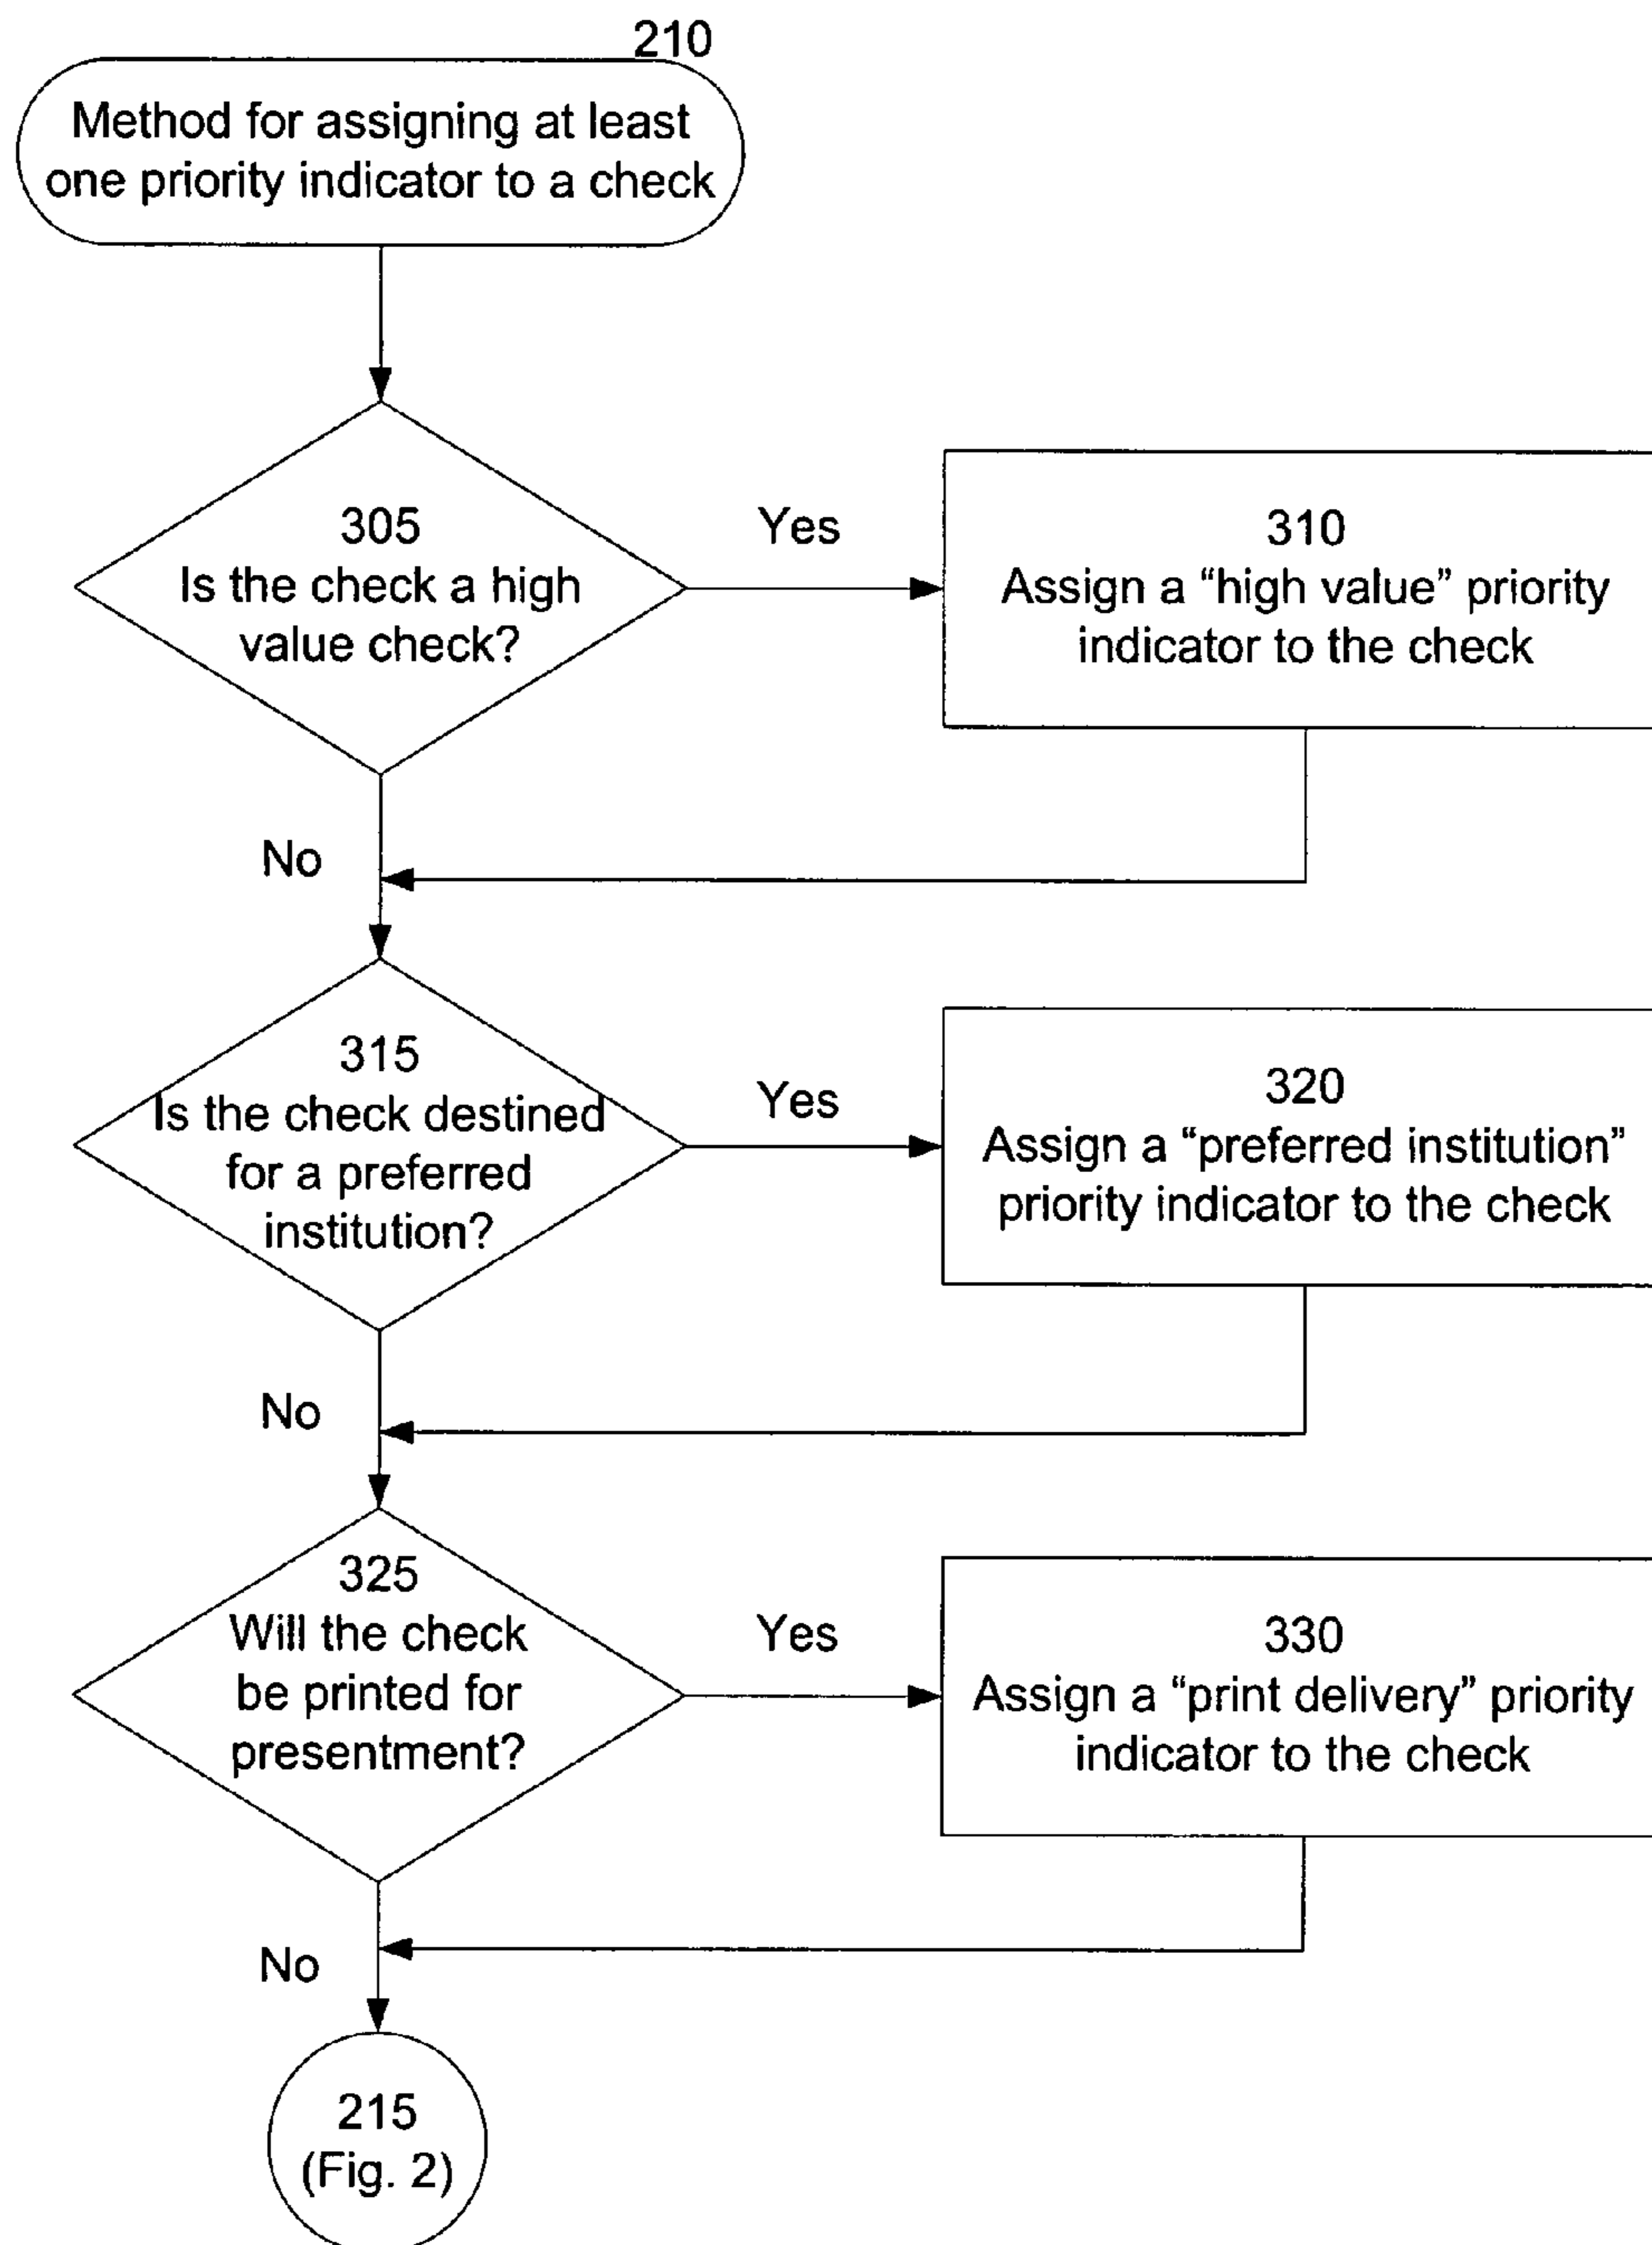 210
Method for assigning at least
one priority indicator to a check
305
Is the check a high
value check?
Yes
310
Assign a “high value” priority
indicator to the check
No
315
Is the check destined
for a preferred
institution?
Yes
320
Assign a “preferred institution”
priority indicator to the check
No
325
Will the check
be printed for
presentment?
Yes
330
Assign a “print delivery” priority
indicator to the check
No
215
(Fig. 2)